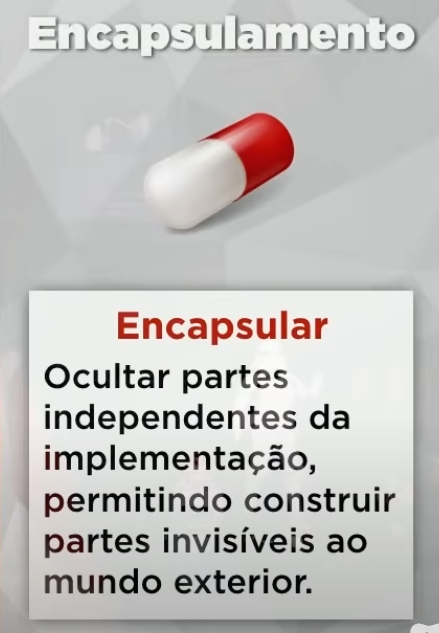 Encapsulamento
Encapsular
Ocultar partes
independentes da
implementação,
permitindo construir
partes invisíveis ao
mundo exterior.